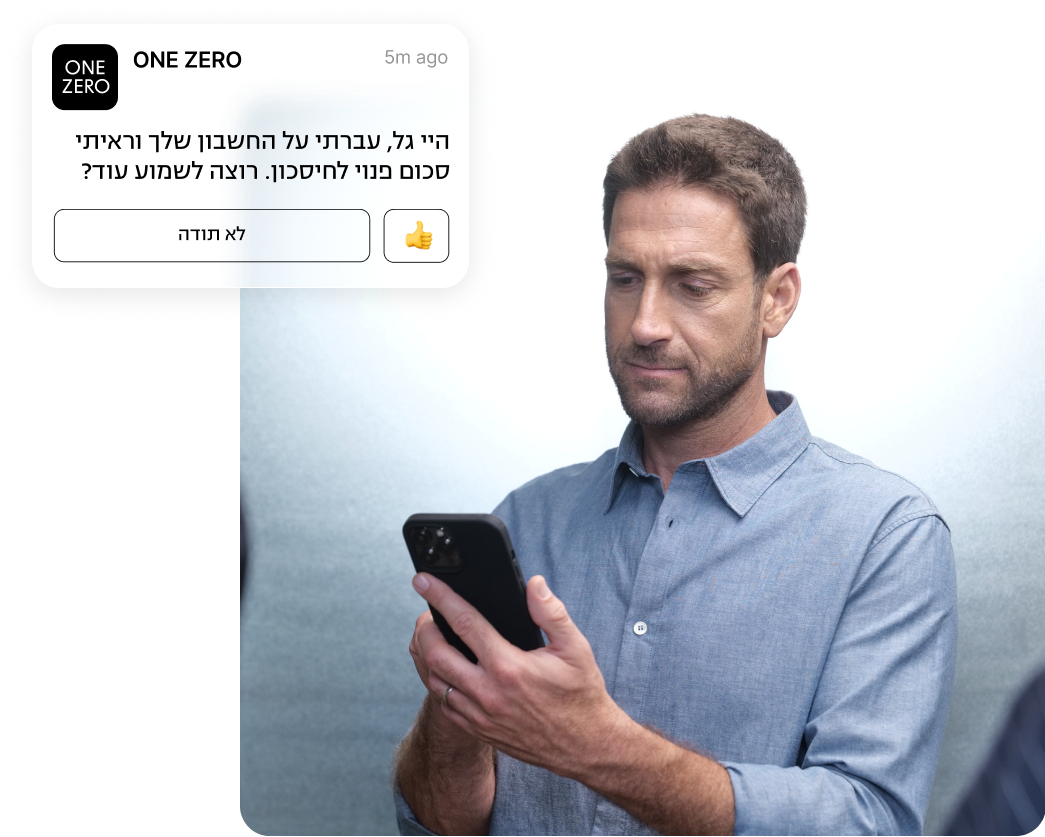 ONE
ZERO
ONE ZERO
5m ago
היי גל, עברתי על החשבון שלך וראיתי
סכום פנוי לחיסכון. רוצה לשמוע עוד?
לא תודה